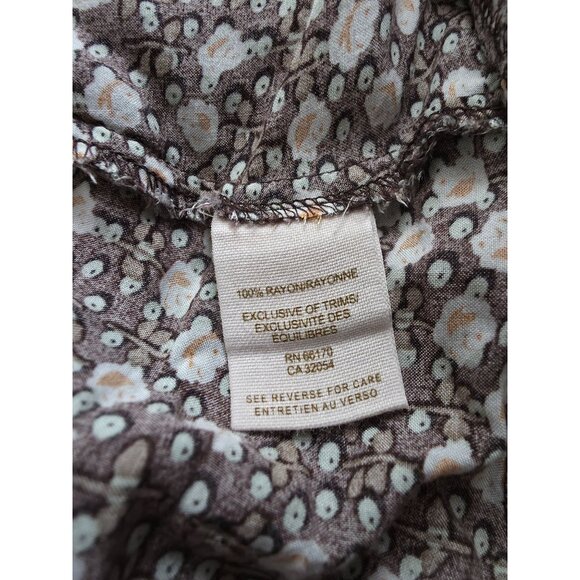 100% RAYON/RAYONNE
EXCLUSIVE OF TRIMS/
EXCLUSIVITÉ DES
ÉQUILIBRES
RN 66170
CA 32054
SEE REVERSE FOR CARE
ENTRETIEN AU VERSO